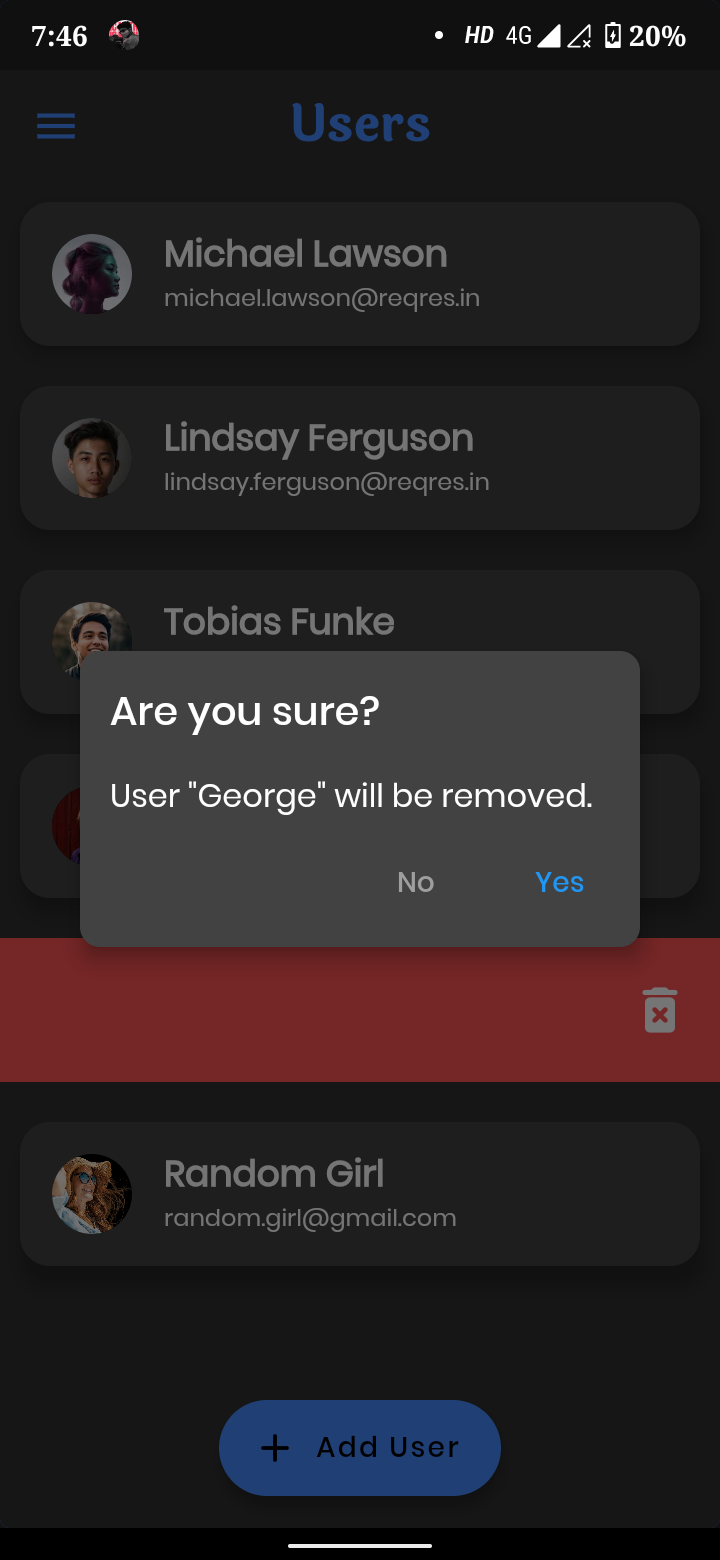 7:46 HD 4G 20%
Users
Michael Lawson
michael.lawson@reqres.in
Lindsay Ferguson
lindsay.ferguson@reqres.in
Tobias Funke
Are you sure?
User "George" will be removed.
No Yes
Random Girl
random.girl@gmail.com
Add User